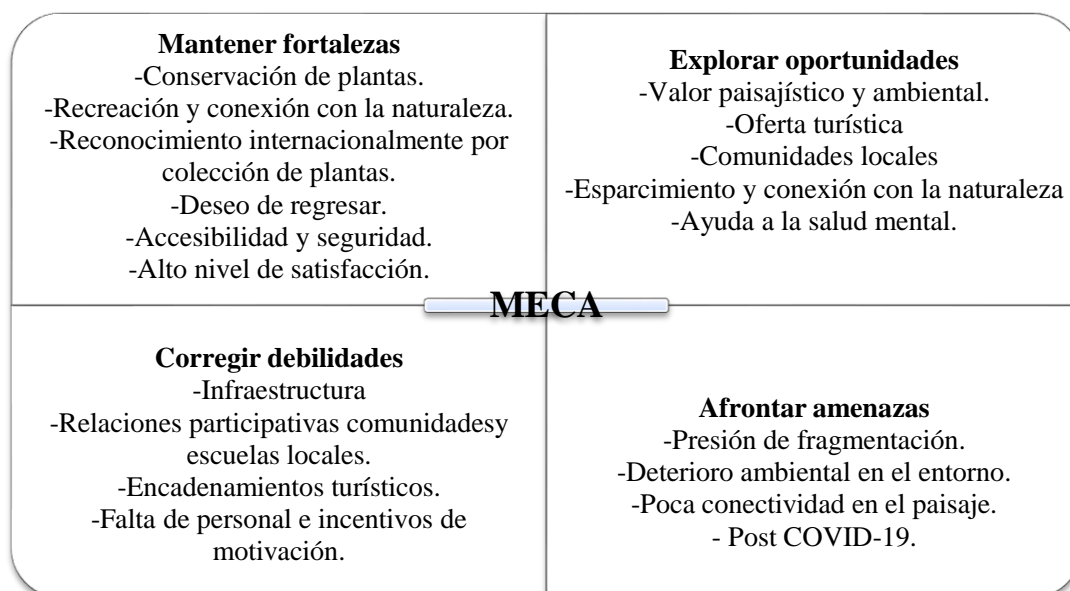 Mantener fortalezas
-Conservación de plantas.
-Recreación y conexión con la naturaleza.
-Reconocimiento internacionalmente por
colección de plantas.
-Deseo de regresar.
-Accesibilidad y seguridad.
-Alto nivel de satisfacción.
Explorar oportunidades
-Valor paisajístico y ambiental.
-Oferta turística
-Comunidades locales
-Esparcimiento y conexión con la naturaleza
-Ayuda a la salud mental.
MECA
Corregir debilidades
-Infraestructura
-Relaciones participativas comunidadesy
escuelas locales.
-Encadenamientos turísticos.
-Falta de personal e incentivos de
motivación.
Afrontar amenazas
-Presión de fragmentación.
-Deterioro ambiental en el entorno.
-Poca conectividad en el paisaje.
- Post COVID-19.